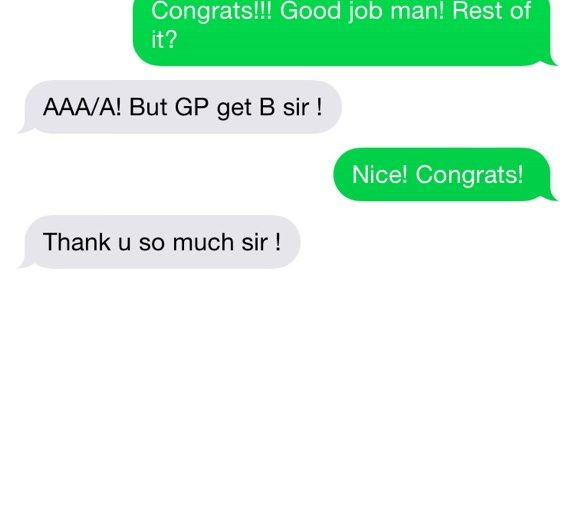 Congrats!!! Good job man! Rest of
it?
AAA/A! But GP get B sir !
Nice! Congrats!
Thank u so much sir !